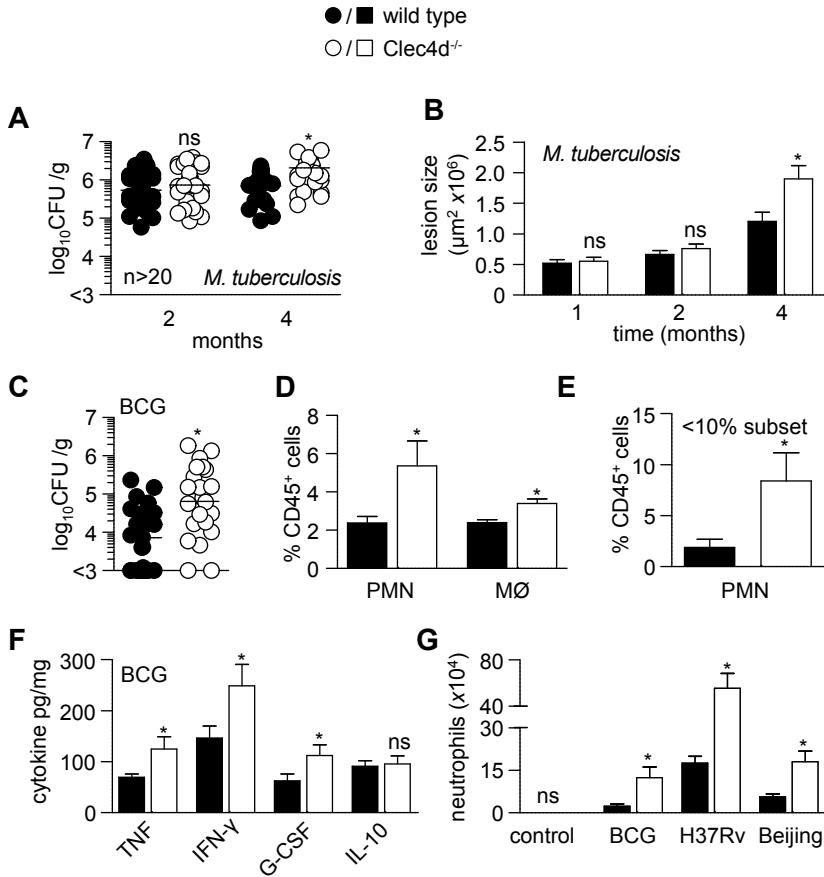 ●/■ wild type
○/□ Clec4d-/-
A
log10CFU /g
7
6
5
4
<3
ns
*
n>20
M. tuberculosis
2
4
months
B
lesion size
(µm² x10⁶)
2.5
2.0
1.5
1.0
0.5
0
M. tuberculosis
ns
ns
*
1
2
4
time (months)
C
BCG
log10CFU /g
7
6
5
4
<3
*
D
% CD45⁺ cells
8
6
4
2
0
*
*
PMN
MØ
E
% CD45⁺ cells
15
10
5
0
<10% subset
*
PMN
F
cytokine pg/mg
300
200
100
0
BCG
*
*
*
ns
TNF
IFN-γ
G-CSF
IL-10
G
neutrophils (x10⁴)
80
40
30
15
0
ns
*
*
*
control
BCG
H37Rv
Beijing